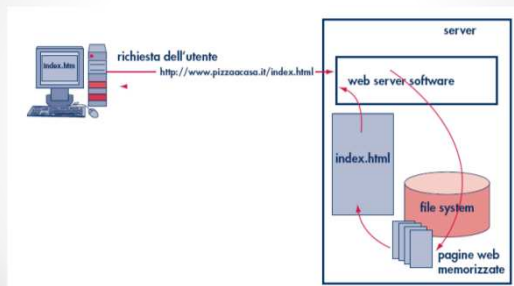 server
index.htm
richiesta dell'utente
http://www.pizzaacasa.it/index.html
web server software
index.html
file system
pagine web
memorizzate